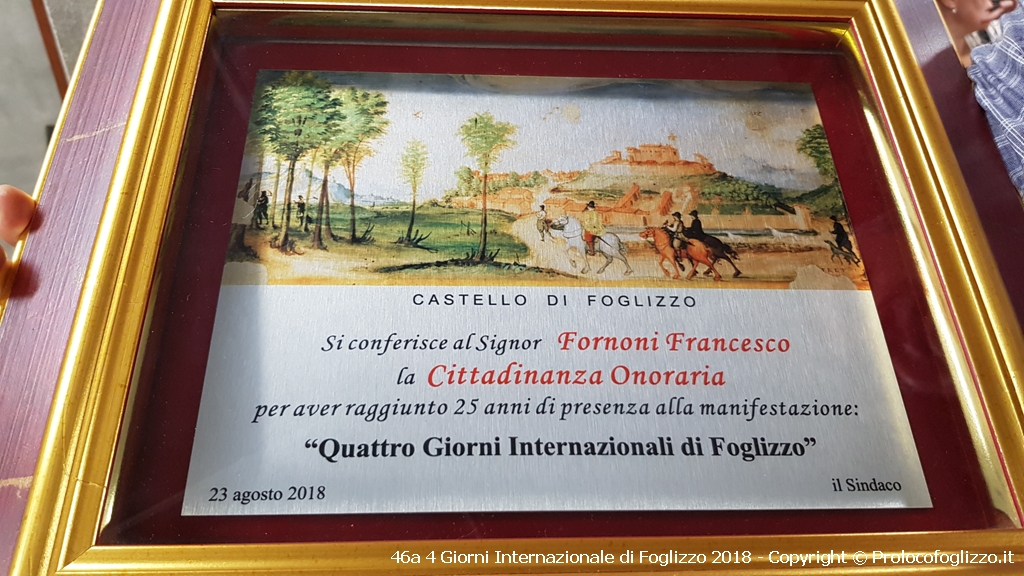 CASTELLO DI FOGLIZZO
Si conferisce al Signor Fornoni Francesco
la Cittadinanza Onoraria
per aver raggiunto 25 anni di presenza alla manifestazione:
“Quattro Giorni Internazionali di Foglizzo”
23 agosto 2018
il Sindaco
46a 4 Giorni Internazionale di Foglizzo 2018 - Copyright © Prolocofoglizzo.it